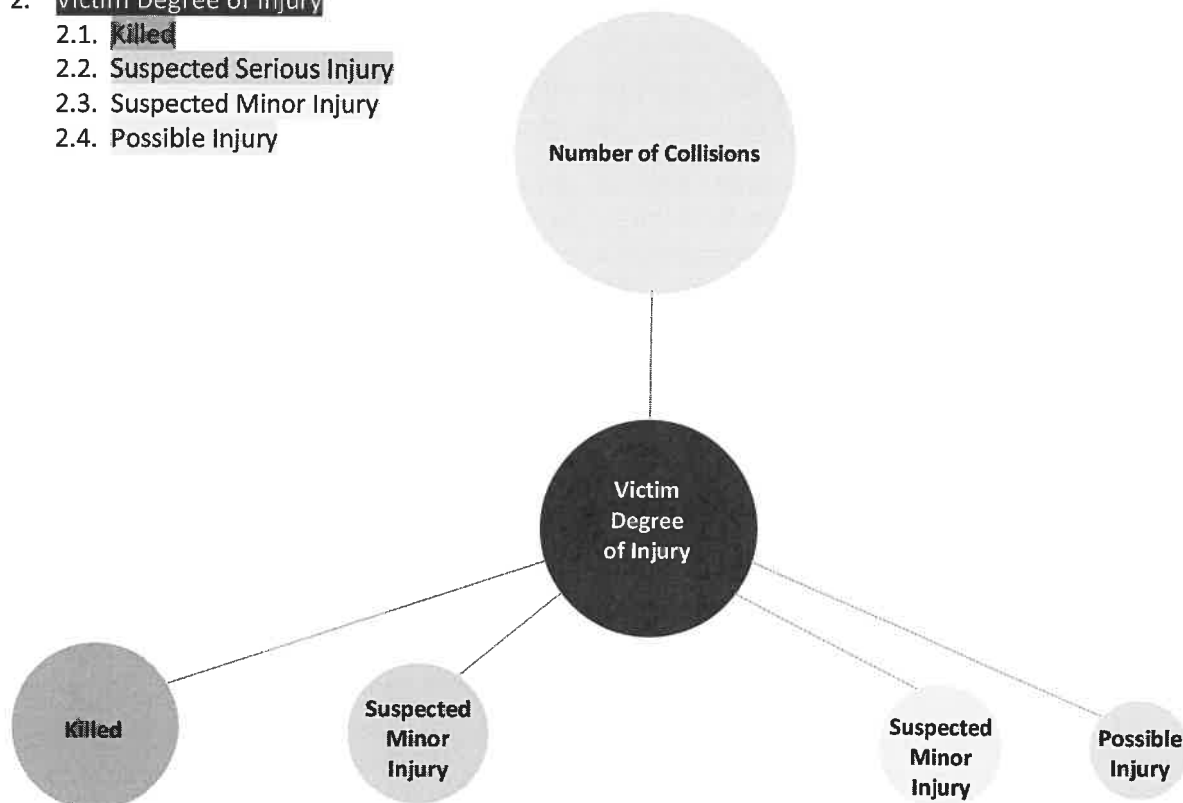 2. Victim Degree of Injury
2.1. Killed
2.2. Suspected Serious Injury
2.3. Suspected Minor Injury
2.4. Possible Injury
Number of Collisions
Victim
Degree
of Injury
Killed
Suspected
Minor
Injury
Suspected
Minor
Injury
Possible
Injury